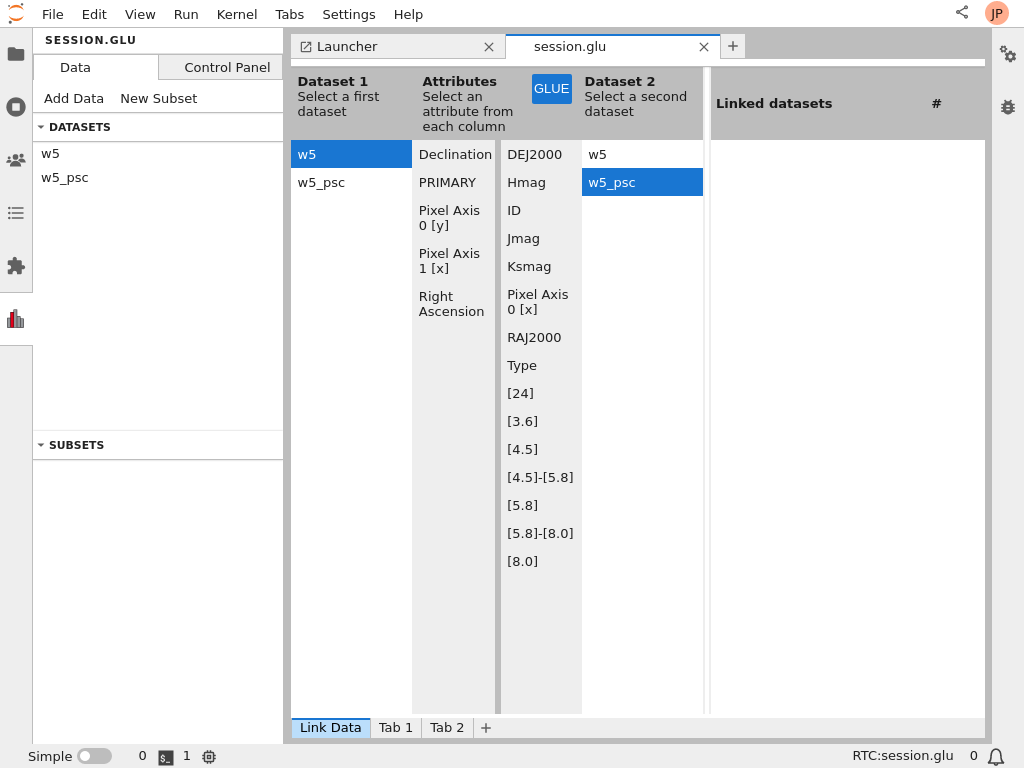 File Edit View Run Kernel Tabs Settings Help
JP
SESSION.GLU
Data Control Panel
Add Data New Subset
DATASETS
w5
w5_psc
SUBSETS
Launcher
session.glu
Dataset 1
Select a first
dataset
Attributes
Select an
attribute from
each column
GLUE
Dataset 2
Select a second
dataset
Linked datasets #
w5
w5_psc
Declination
PRIMARY
Pixel Axis
0 [y]
Pixel Axis
1 [x]
Right
Ascension
DEJ2000
Hmag
ID
Jmag
Ksmag
Pixel Axis
0 [x]
RAJ2000
Type
[24]
[3.6]
[4.5]
[4.5]-[5.8]
[5.8]
[5.8]-[8.0]
[8.0]
w5
w5_psc
Link Data Tab 1 Tab 2
Simple 0 $_ 1 RTC:session.glu 0